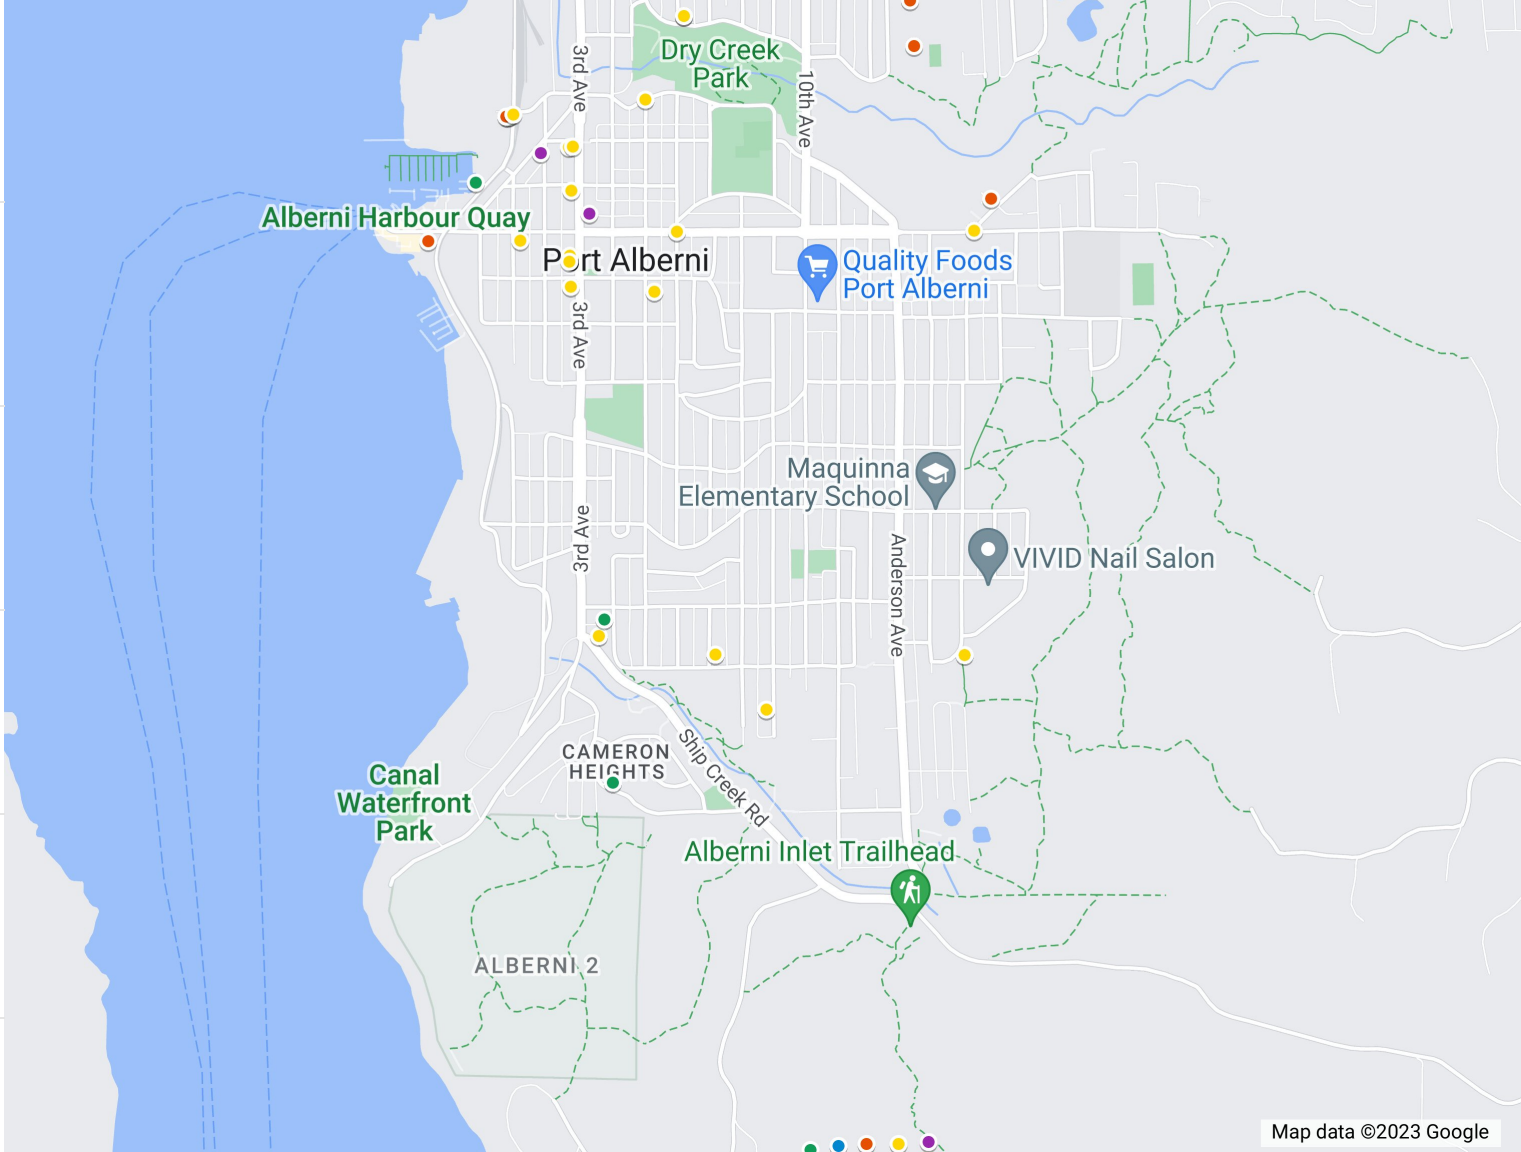 Dry Creek
Park
3rd Ave
10th Ave
Alberni Harbour Quay
Port Alberni
Quality Foods
Port Alberni
3rd Ave
Maquinna
Elementary School
3rd Ave
Anderson Ave
VIVID Nail Salon
CAMERON
HEIGHTS
Ship Creek Rd
Canal
Waterfront
Park
Alberni Inlet Trailhead
ALBERNI 2
Map data ©2023 Google